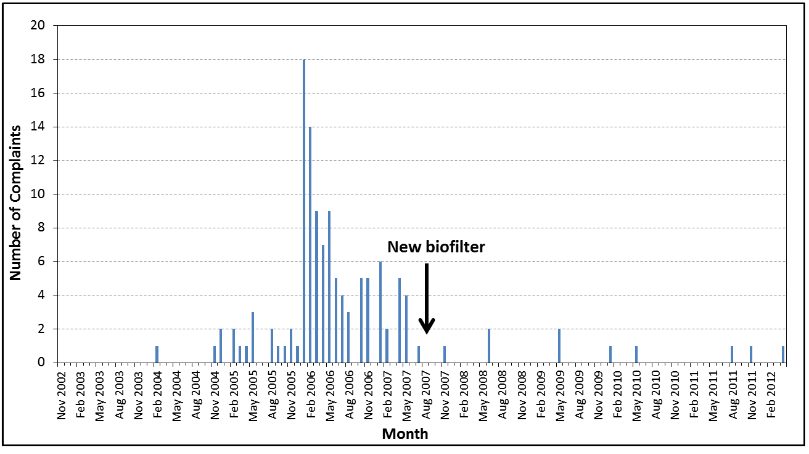 20
18
16
14
12
10
8
6
4
2
0
Number of Complaints
New biofilter
Nov 2002
Feb 2003
May 2003
Aug 2003
Nov 2003
Feb 2004
May 2004
Aug 2004
Nov 2004
Feb 2005
May 2005
Aug 2005
Nov 2005
Feb 2006
May 2006
Aug 2006
Nov 2006
Feb 2007
May 2007
Aug 2007
Nov 2007
Feb 2008
May 2008
Aug 2008
Nov 2008
Feb 2009
May 2009
Aug 2009
Nov 2009
Feb 2010
May 2010
Aug 2010
Nov 2010
Feb 2011
May 2011
Aug 2011
Nov 2011
Feb 2012
Month